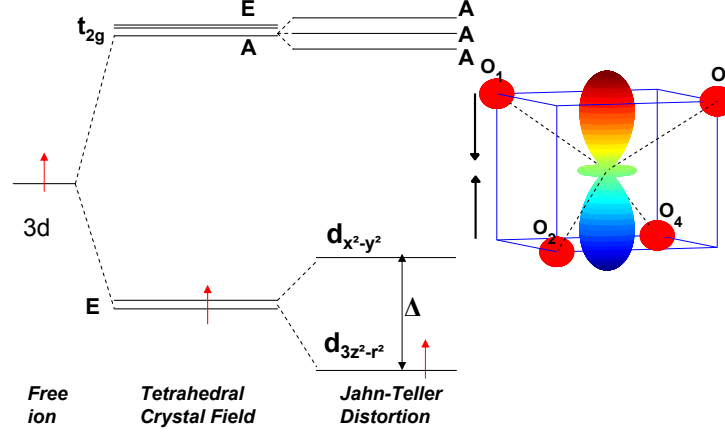 E
t2g
A
A
A
A
3d
E
dx²-y²
Δ
d3z²-r²
Free
ion
Tetrahedral
Crystal Field
Jahn-Teller
Distortion
O1
O
O2
O4